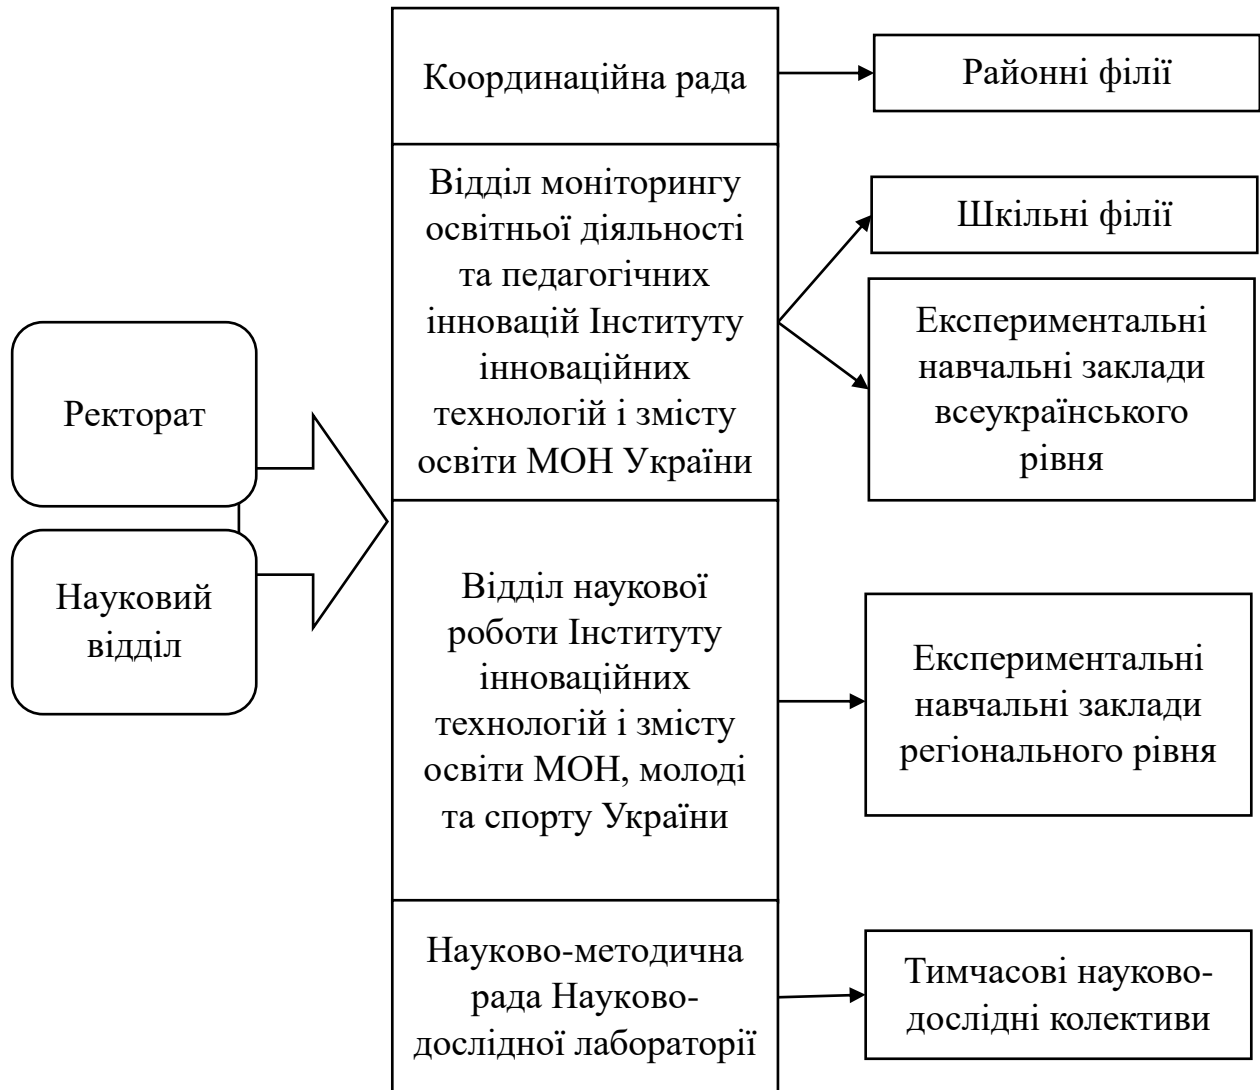 Ректорат
Науковий
відділ
Координаційна рада
Відділ моніторингу
освітньої діяльності
та педагогічних
інновацій Інституту
інноваційних
технологій і змісту
освіти МОН України
Відділ наукової
роботи Інституту
інноваційних
технологій і змісту
освіти МОН, молоді
та спорту України
Науково-методична
рада Науково-
дослідної лабораторії
Районні філії
Шкільні філії
Експериментальні
навчальні заклади
всеукраїнського
рівня
Експериментальні
навчальні заклади
регіонального рівня
Тимчасові науково-
дослідні колективи